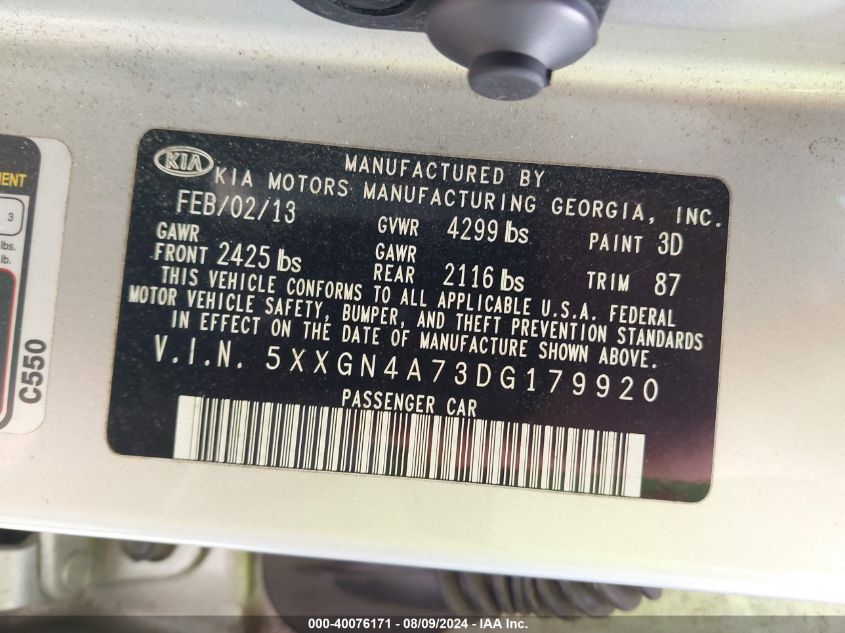 KIA
MANUFACTURED BY
KIA MOTORS MANUFACTURING GEORGIA, INC.
FEB/02/13 GVWR 4299 lbs PAINT 3D
GAWR FRONT 2425 lbs GAWR REAR 2116 lbs TRIM 87
THIS VEHICLE CONFORMS TO ALL APPLICABLE U.S.A. FEDERAL
MOTOR VEHICLE SAFETY, BUMPER, AND THEFT PREVENTION STANDARDS
IN EFFECT ON THE DATE OF MANUFACTURE SHOWN ABOVE.
V.I.N. 5XXGN4A73DG179920
PASSENGER CAR
3
lbs.
lb.
C550
000-40076171 - 08/09/2024 - IAA Inc.